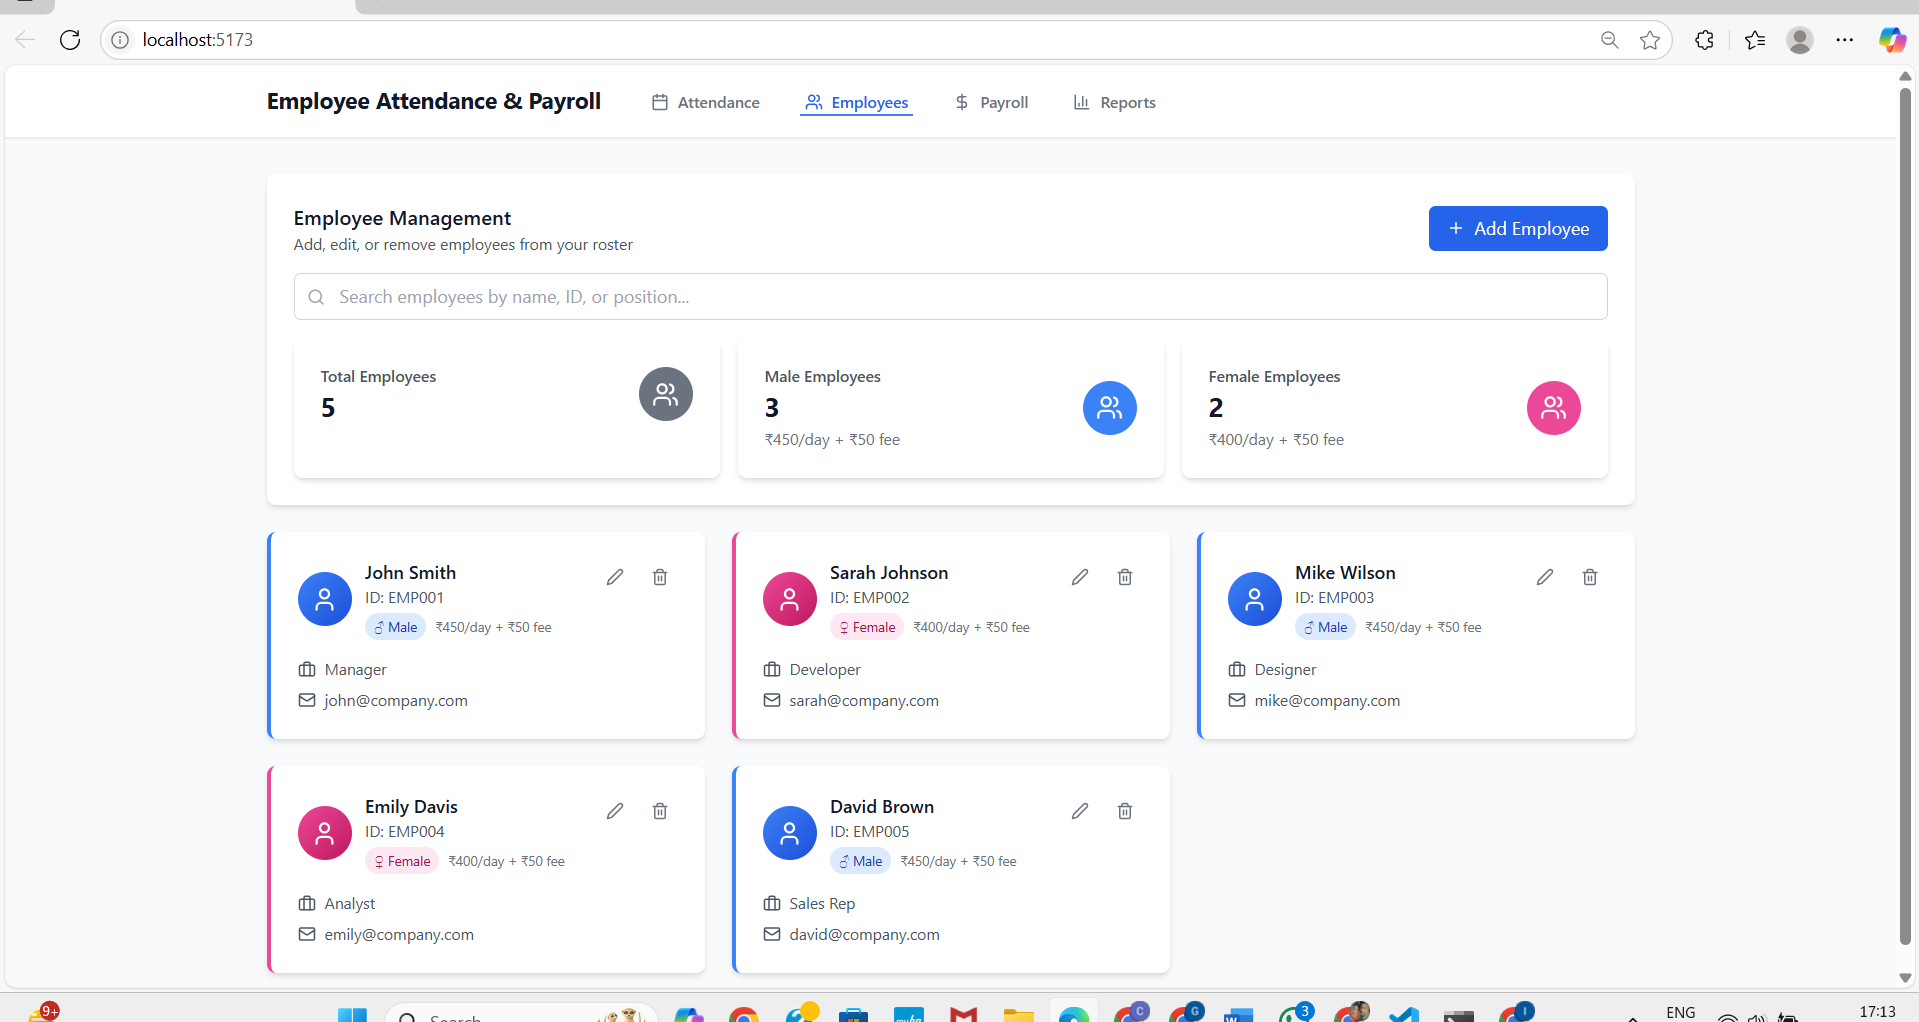 localhost:5173
Employee Attendance & Payroll
Attendance
Employees
Payroll
Reports
Employee Management
Add, edit, or remove employees from your roster
Add Employee
Search employees by name, ID, or position...
Total Employees
5
Male Employees
3
₹450/day + ₹50 fee
Female Employees
2
₹400/day + ₹50 fee
John Smith
ID: EMP001
♂ Male ₹450/day + ₹50 fee
Manager
john@company.com
Sarah Johnson
ID: EMP002
♀ Female ₹400/day + ₹50 fee
Developer
sarah@company.com
Mike Wilson
ID: EMP003
♂ Male ₹450/day + ₹50 fee
Designer
mike@company.com
Emily Davis
ID: EMP004
♀ Female ₹400/day + ₹50 fee
Analyst
emily@company.com
David Brown
ID: EMP005
♂ Male ₹450/day + ₹50 fee
Sales Rep
david@company.com
9+
Search
C
G
W
3
I
ENG
17:13